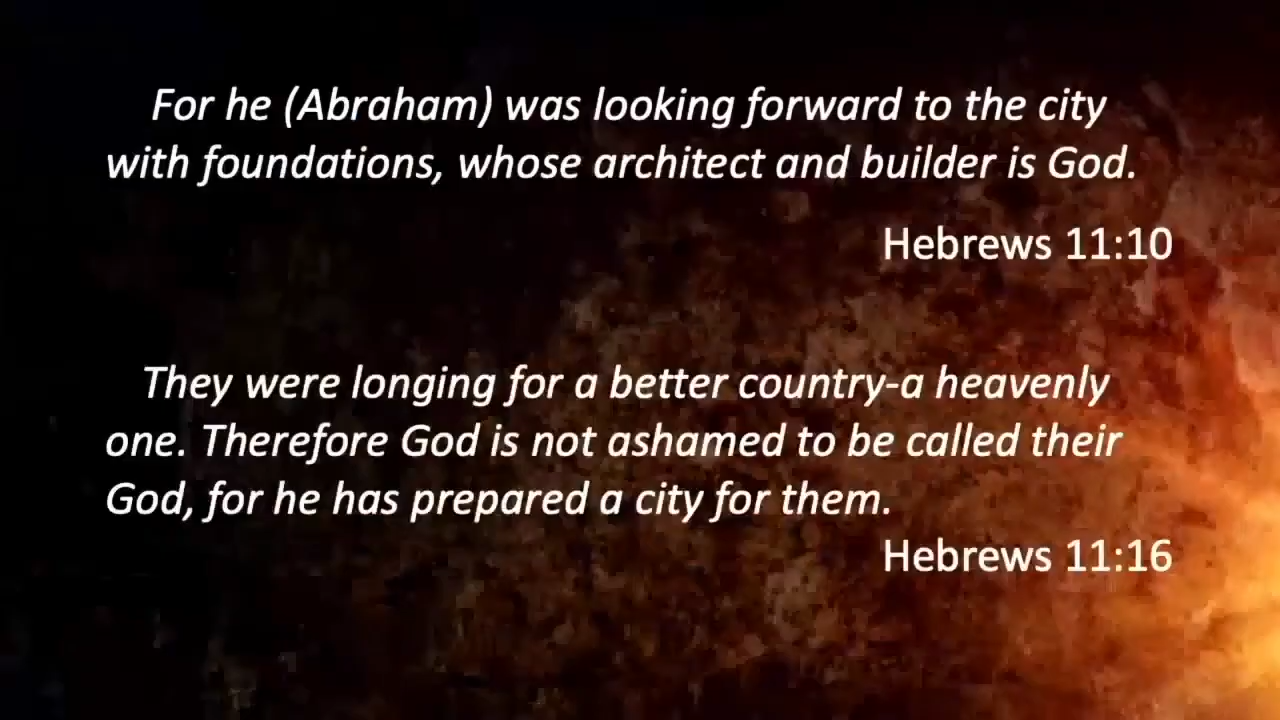 For he (Abraham) was looking forward to the city
with foundations, whose architect and builder is God.
Hebrews 11:10
They were longing for a better country-a heavenly
one. Therefore God is not ashamed to be called their
God, for he has prepared a city for them.
Hebrews 11:16